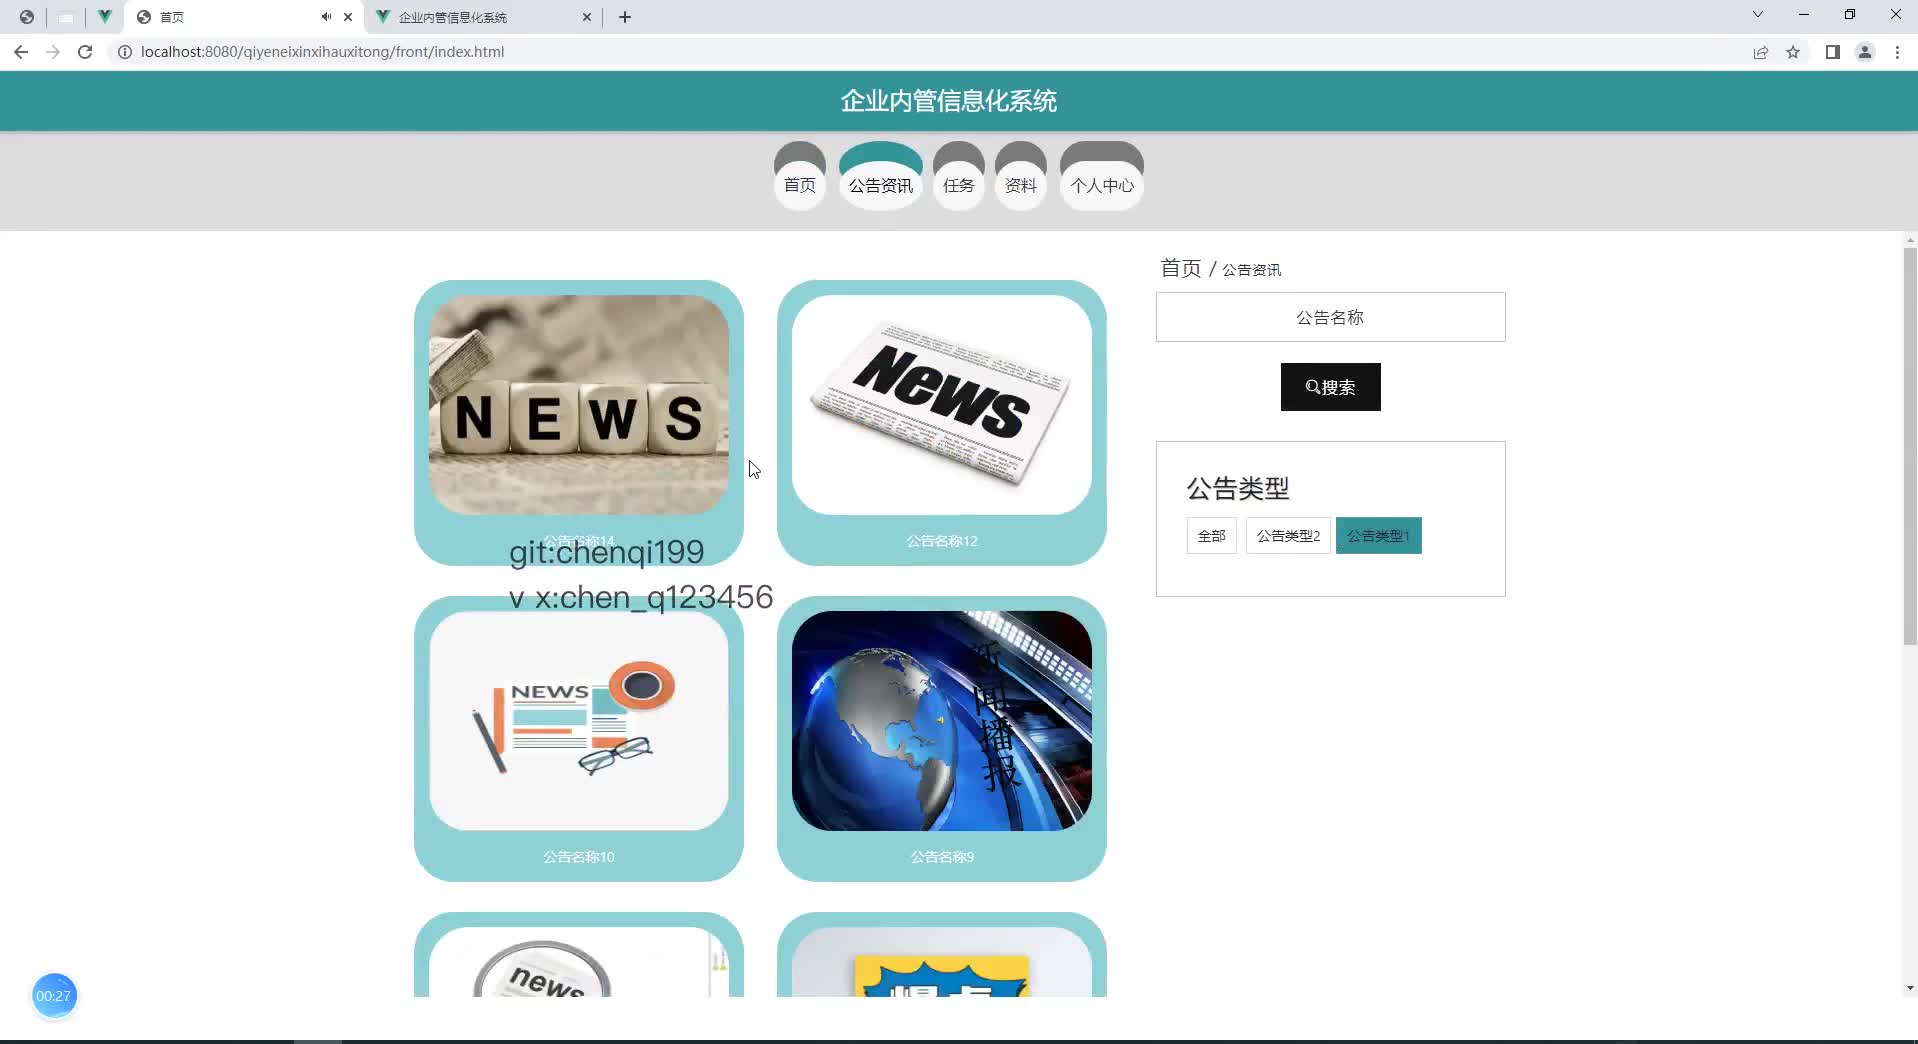 首页
企业内管信息化系统
localhost:8080/qiyeneixinxihauxitong/front/index.html
企业内管信息化系统
首页
公告资讯
任务
资料
个人中心
首页 / 公告资讯
公告名称
搜索
公告类型
全部
公告类型2
公告类型1
NEWS
公告名称14
News
公告名称12
git:chenqi199
v x:chen_q123456
NEWS
公告名称10
新闻播报
公告名称9
news
00:27